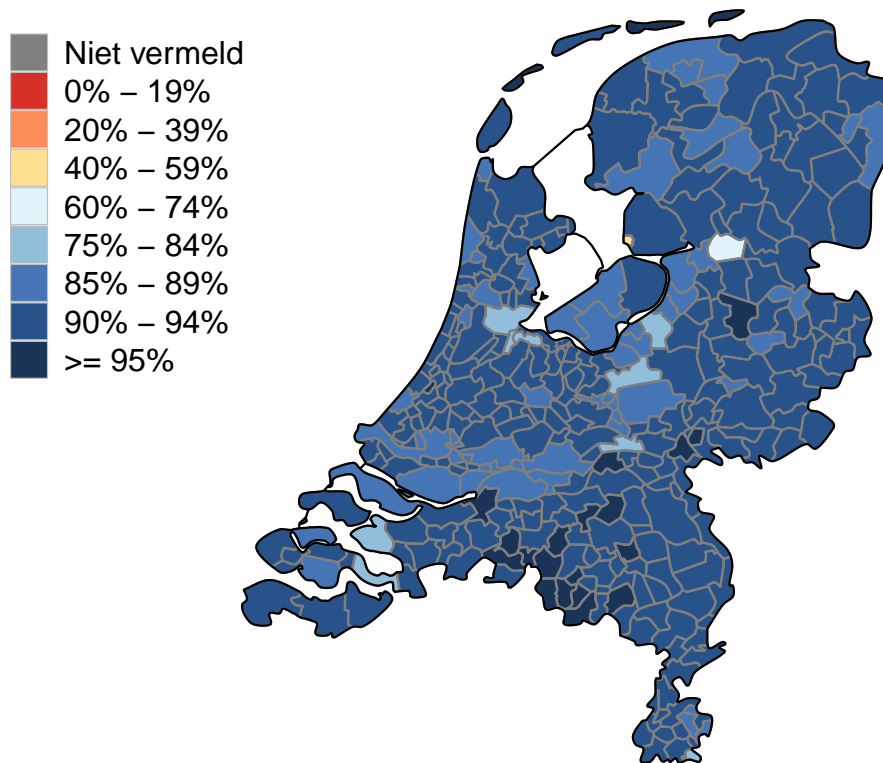 Niet vermeld
0% – 19%
20% – 39%
40% – 59%
60% – 74%
75% – 84%
85% – 89%
90% – 94%
>= 95%